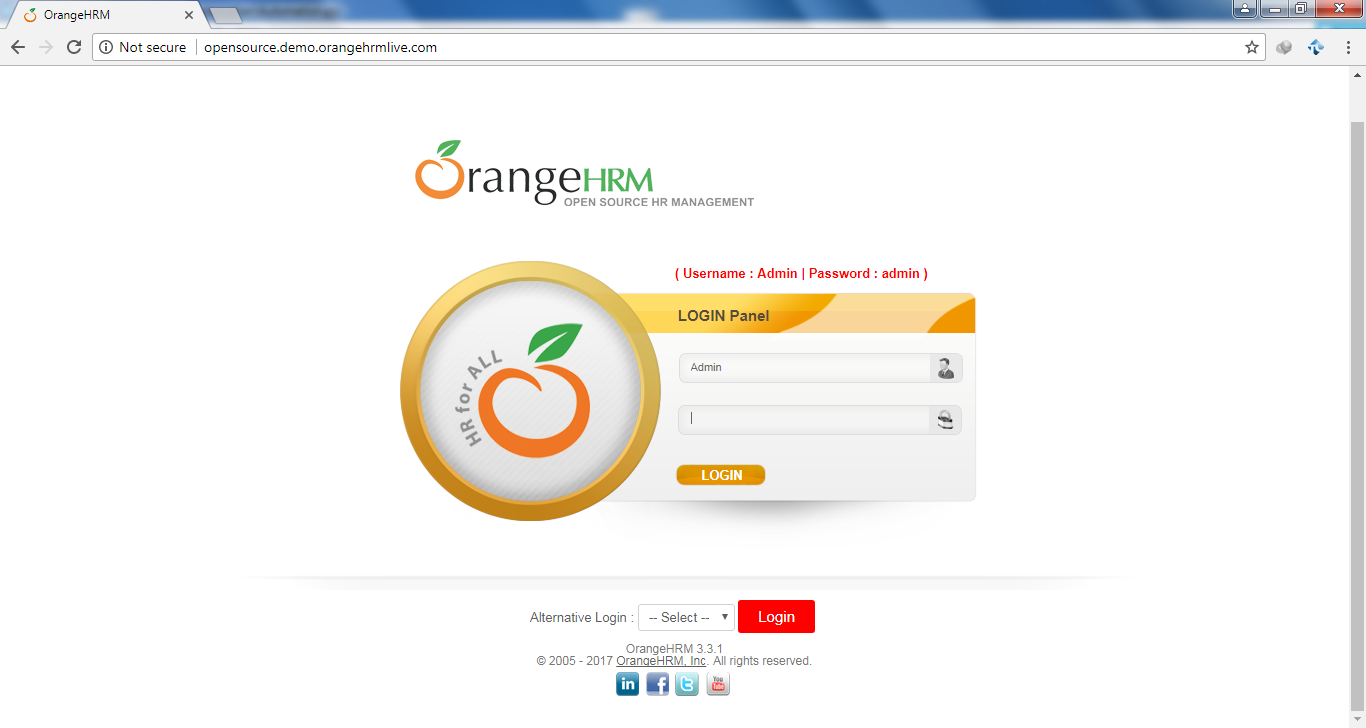 OrangeHRM
Not secure
opensource.demo.orangehrmlive.com
OrangeHRM
OPEN SOURCE HR MANAGEMENT
( Username : Admin | Password : admin )
LOGIN Panel
HR for ALL
Admin
LOGIN
Alternative Login : -- Select -- Login
OrangeHRM 3.3.1
© 2005 - 2017 OrangeHRM, Inc. All rights reserved.
in f t You Tube